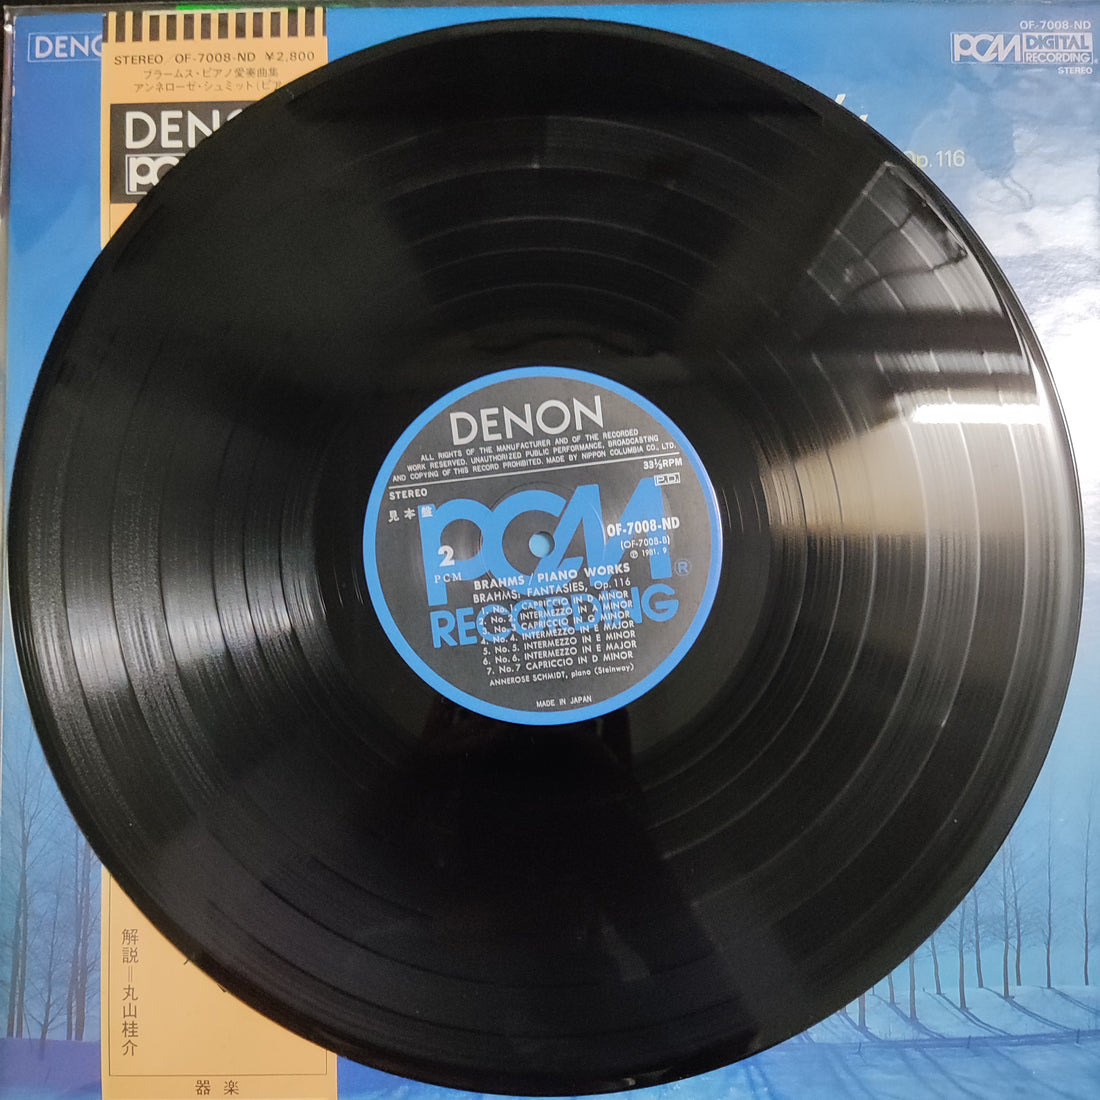 DENO
STEREO OF-7008-ND ¥2,800
ブラームス・ピアノ愛奏曲集
アンネローゼ・シュミット(ピア
DEN
PC
OF-7008-ND
PCM DIGITAL RECORDING
STEREO
Op.116
DENON
ALL RIGHTS OF THE MANUFACTURER AND OF THE RECORDED
WORK RESERVED. UNAUTHORIZED PUBLIC PERFORMANCE, BROADCASTING
AND COPYING OF THIS RECORD PROHIBITED. MADE BY NIPPON COLUMBIA CO., LTD.
STEREO
33⅓RPM
P.D.
見本盤
PCM®
RECORDING
OF-7008-ND
(OF-7008-B)
℗ 1981. 9
2
PCM
BRAHMS / PIANO WORKS
BRAHMS: FANTASIES, Op.116
1. No.1 CAPRICCIO IN D MINOR
2. No.2. INTERMEZZO IN A MINOR
3. No.3 CAPRICCIO IN G MINOR
4. No.4. INTERMEZZO IN E MAJOR
5. No.5. INTERMEZZO IN E MINOR
6. No.6. INTERMEZZO IN E MAJOR
7. No.7 CAPRICCIO IN D MINOR
ANNEROSE SCHMIDT, piano (Steinway)
MADE IN JAPAN
解説=丸山桂介
器楽